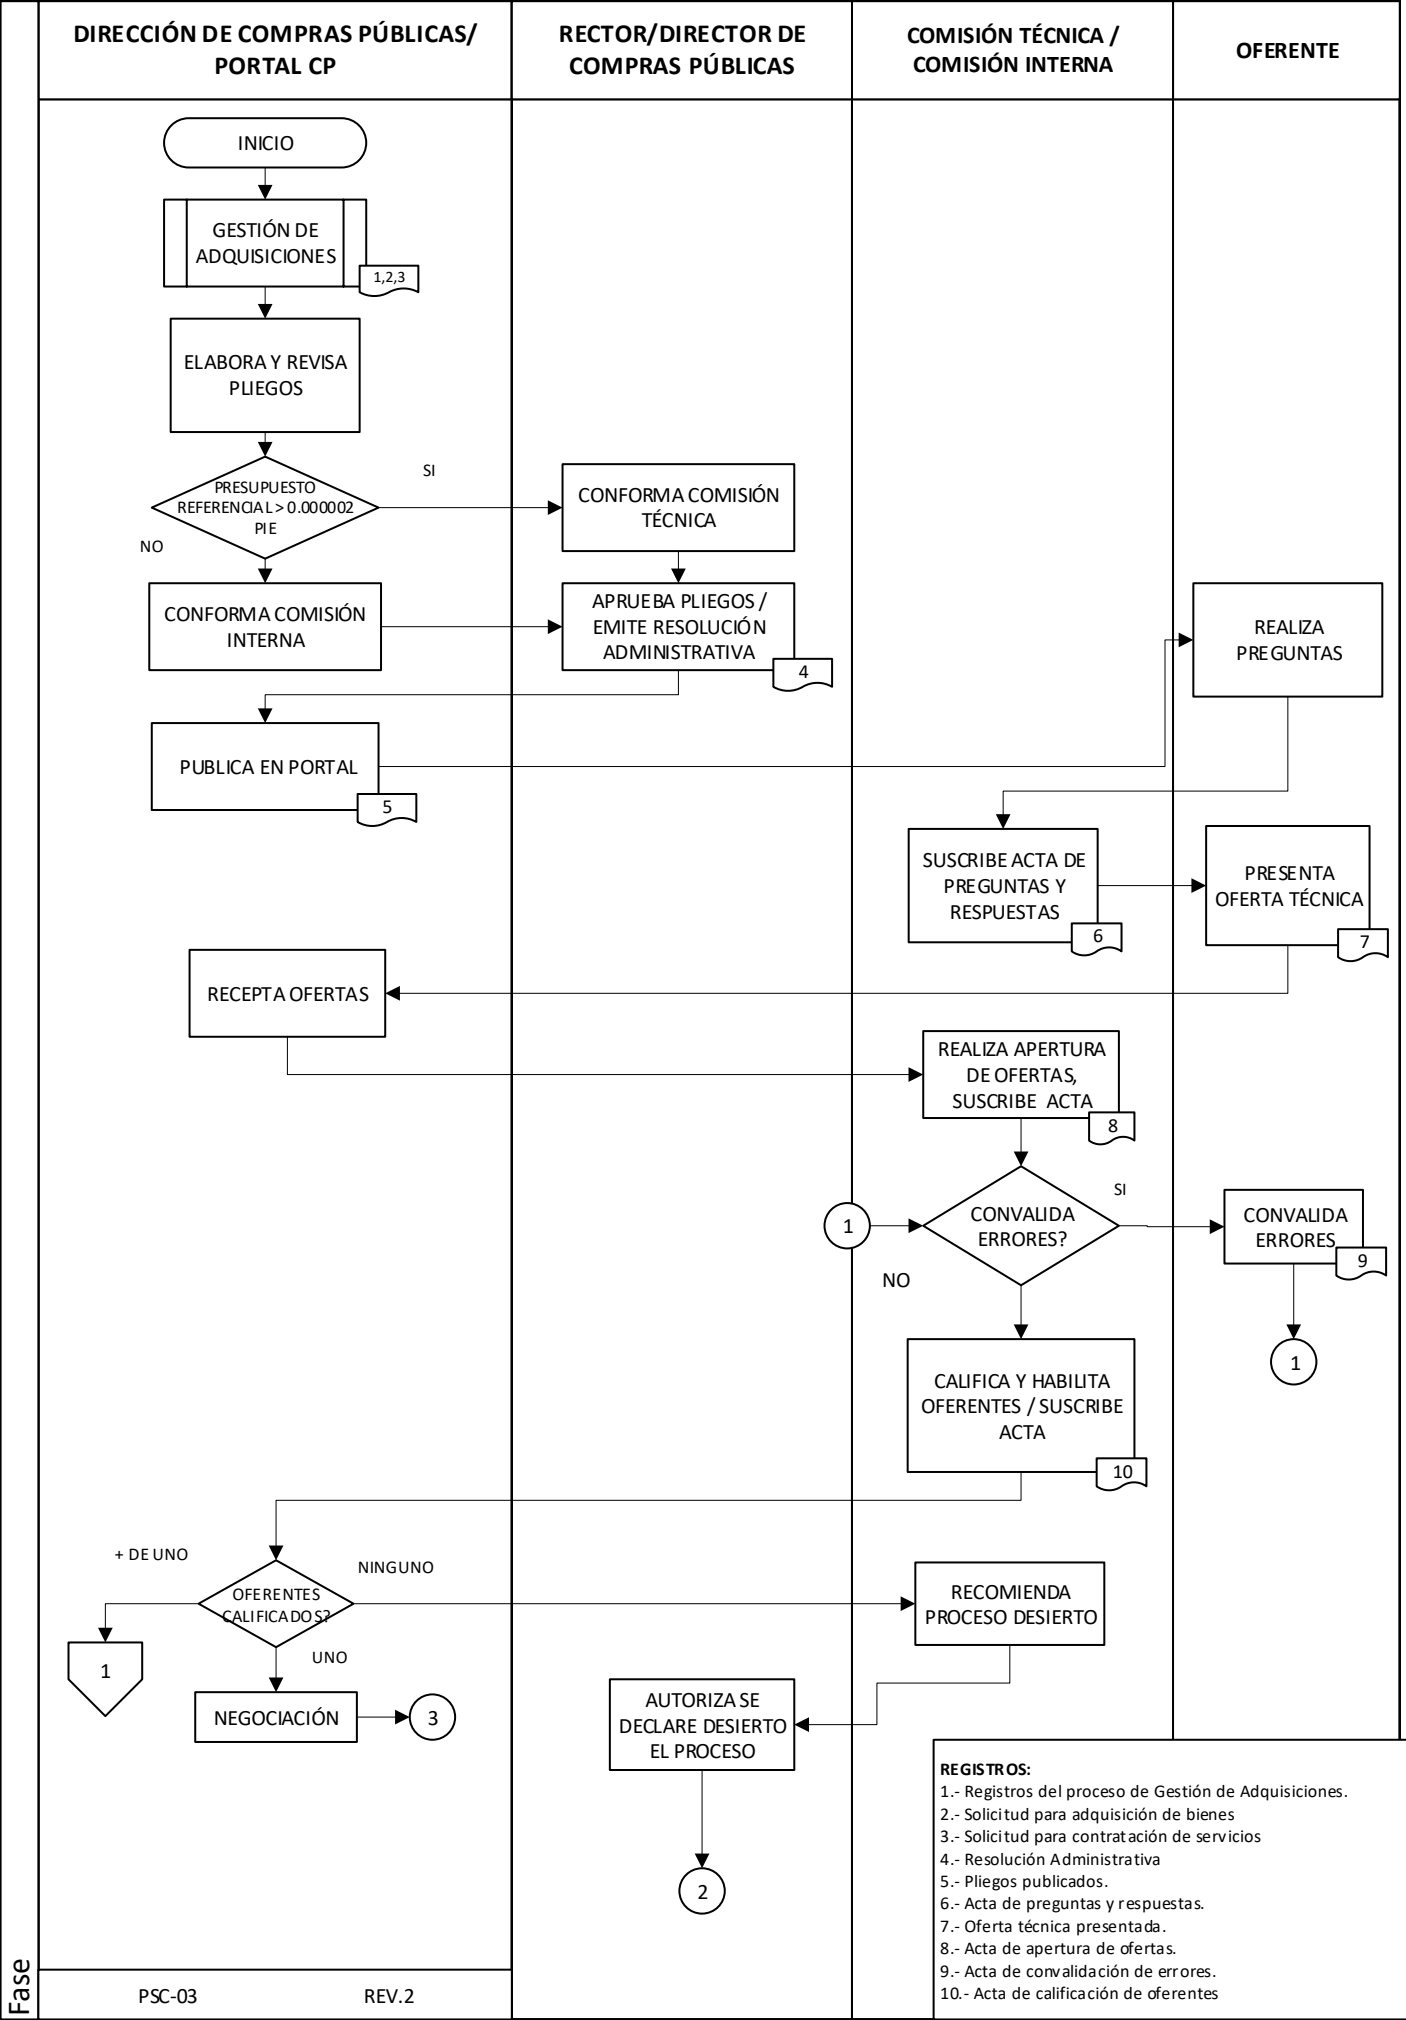 DIRECCIÓN DE COMPRAS PÚBLICAS/
PORTAL CP
RECTOR/DIRECTOR DE
COMPRAS PÚBLICAS
COMISIÓN TÉCNICA /
COMISIÓN INTERNA
OFERENTE
INICIO
GESTIÓN DE
ADQUISICIONES
1,2,3
ELABORA Y REVISA
PLIEGOS
PRESUPUESTO
REFERENCIAL > 0.000002
PIE
SI
NO
CONFORMA COMISIÓN
TÉCNICA
CONFORMA COMISIÓN
INTERNA
APRUEBA PLIEGOS /
EMITE RESOLUCIÓN
ADMINISTRATIVA
4
REALIZA
PREGUNTAS
PUBLICA EN PORTAL
5
SUSCRIBE ACTA DE
PREGUNTAS Y
RESPUESTAS
6
PRESENTA
OFERTA TÉCNICA
7
RECEPTA OFERTAS
REALIZA APERTURA
DE OFERTAS,
SUSCRIBE ACTA
8
1
CONVALIDA
ERRORES?
SI
NO
CONVALIDA
ERRORES
9
1
CALIFICA Y HABILITA
OFERENTES / SUSCRIBE
ACTA
10
+ DE UNO
NINGUNO
OFERENTES
CALIFICADOS?
UNO
1
RECOMIENDA
PROCESO DESIERTO
NEGOCIACIÓN
3
AUTORIZA SE
DECLARE DESIERTO
EL PROCESO
2
REGISTROS:
1.- Registros del proceso de Gestión de Adquisiciones.
2.- Solicitud para adquisición de bienes
3.- Solicitud para contratación de servicios
4.- Resolución Administrativa
5.- Pliegos publicados.
6.- Acta de preguntas y respuestas.
7.- Oferta técnica presentada.
8.- Acta de apertura de ofertas.
9.- Acta de convalidación de errores.
10.- Acta de calificación de oferentes
Fase
PSC-03
REV.2